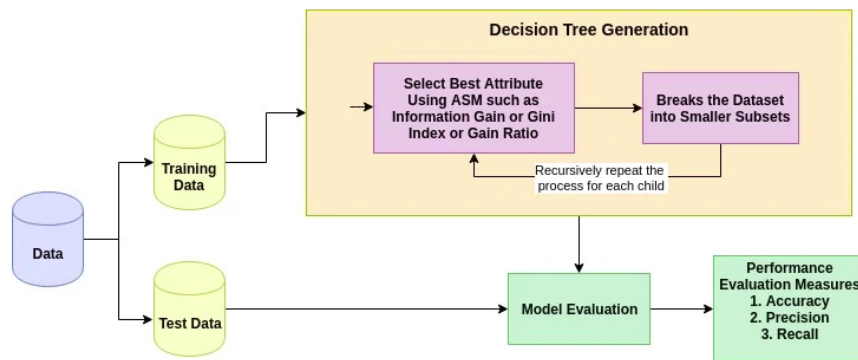 Decision Tree Generation
Select Best Attribute
Using ASM such as
Information Gain or Gini
Index or Gain Ratio
Breaks the Dataset
into Smaller Subsets
Recursively repeat the
process for each child
Training
Data
Data
Test Data
Model Evaluation
Performance
Evaluation Measures
1. Accuracy
2. Precision
3. Recall